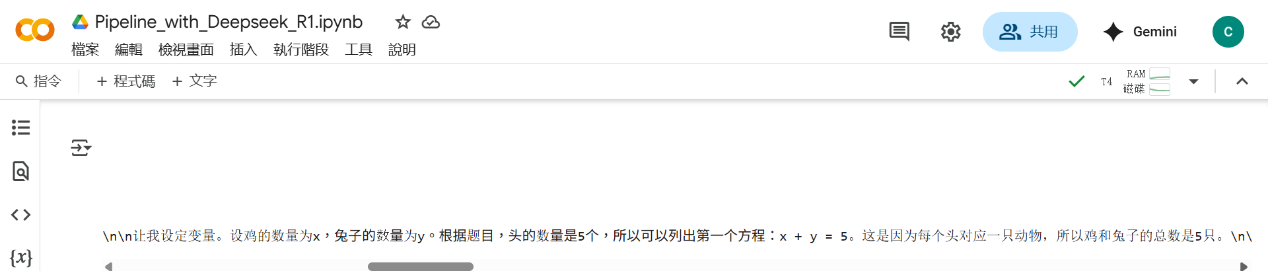 CO Pipeline_with_Deepseek_R1.ipynb
檔案 編輯 檢視畫面 插入 執行階段 工具 說明
共用 Gemini C
指令 + 程式碼 + 文字
T4 RAM 磁碟
\n\n让我设定变量。设鸡的数量为x，兔子的数量为y。根据题目，头的数量是5个，所以可以列出第一个方程：x + y = 5。这是因为每个头对应一只动物，所以鸡和兔子的总数是5只。\n\
{x}